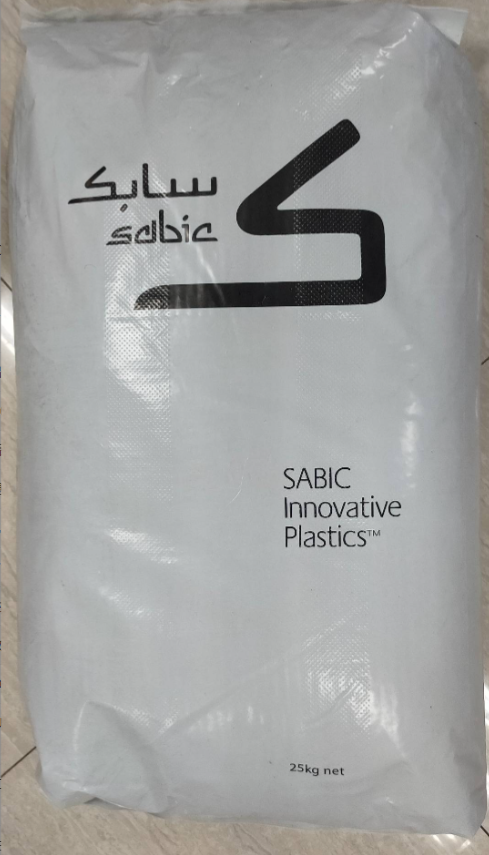 سابك
sabic
ك
SABIC
Innovative
Plastics™
25kg net